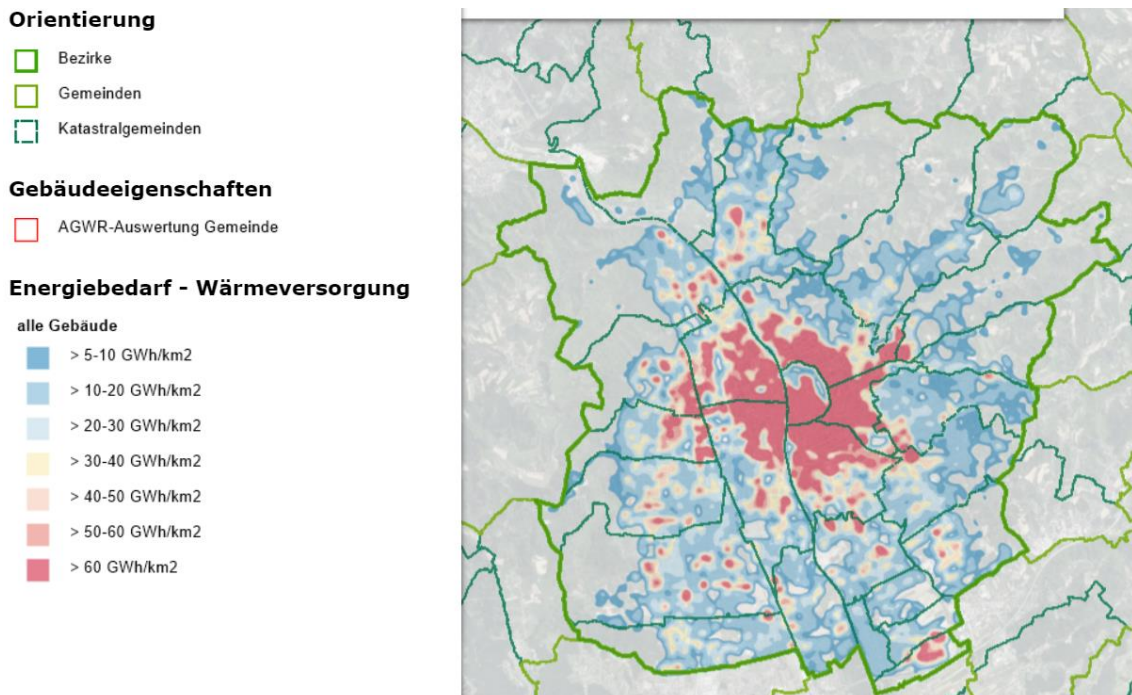 Orientierung
Bezirke
Gemeinden
Katastralgemeinden
Gebäudeeigenschaften
AGWR-Auswertung Gemeinde
Energiebedarf - Wärmeversorgung
alle Gebäude
> 5-10 GWh/km2
> 10-20 GWh/km2
> 20-30 GWh/km2
> 30-40 GWh/km2
> 40-50 GWh/km2
> 50-60 GWh/km2
> 60 GWh/km2